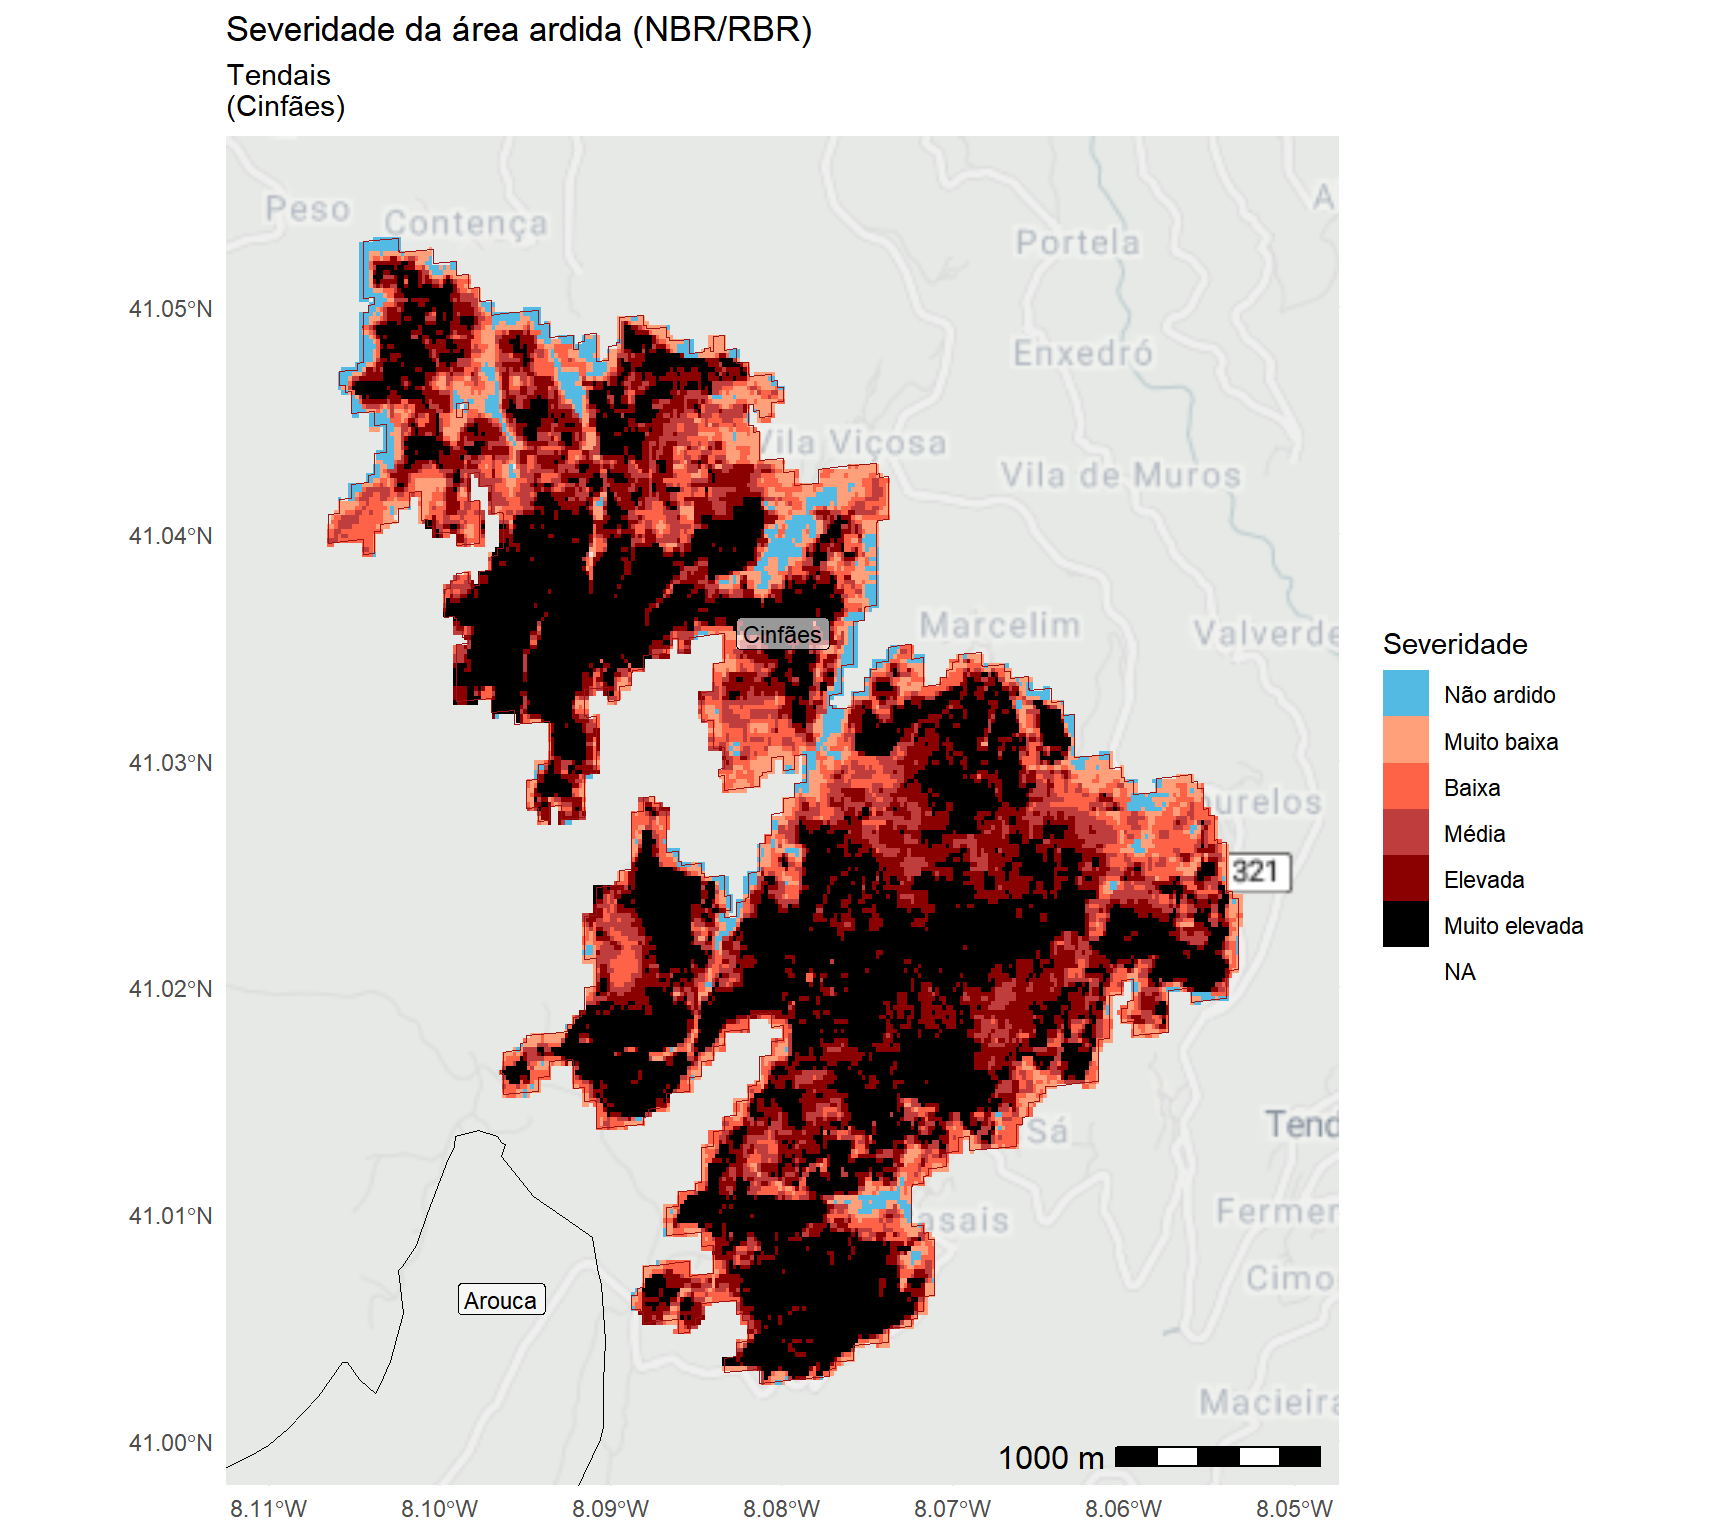 Severidade da área ardida (NBR/RBR)
Tendais
(Cinfães)
Peso
Contença
A
Portela
41.05°N
Enxedró
Vila Viçosa
Vila de Muros
41.04°N
Marcelim
Valverde
Cinfães
Severidade
Não ardido
Muito baixa
Baixa
Média
Elevada
Muito elevada
NA
41.03°N
ourelos
321
41.02°N
Tend
Sá
41.01°N
asais
Fermer
Cimo
Arouca
Macieira
41.00°N
1000 m
8.11°W 8.10°W 8.09°W 8.08°W 8.07°W 8.06°W 8.05°W